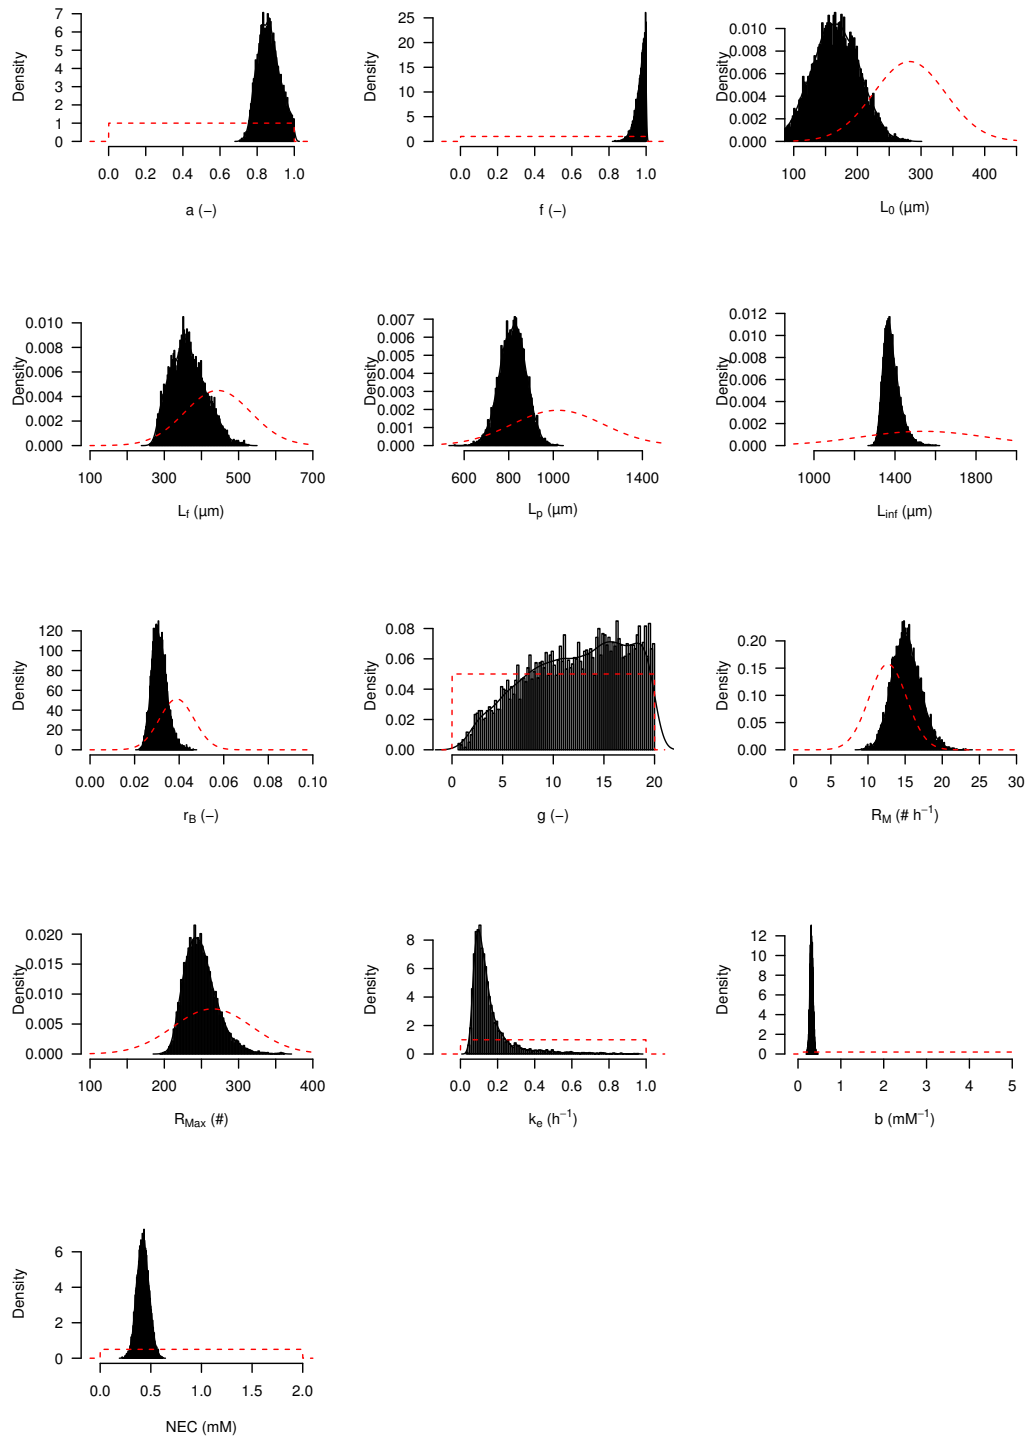 7
6
5
4
3
2
1
0
Density
0.0 0.2 0.4 0.6 0.8 1.0
a (−)
25
20
15
10
5
0
Density
0.0 0.2 0.4 0.6 0.8 1.0
f (−)
0.010
0.008
0.006
0.004
0.002
0.000
Density
100 200 300 400
L₀ (µm)
0.010
0.008
0.006
0.004
0.002
0.000
Density
100 300 500 700
L_f (µm)
0.007
0.006
0.005
0.004
0.003
0.002
0.001
0.000
Density
600 800 1000 1400
L_p (µm)
0.012
0.010
0.008
0.006
0.004
0.002
0.000
Density
1000 1400 1800
L_inf (µm)
120
100
80
60
40
20
0
Density
0.00 0.02 0.04 0.06 0.08 0.10
r_B (−)
0.08
0.06
0.04
0.02
0.00
Density
0 5 10 15 20
g (−)
0.20
0.15
0.10
0.05
0.00
Density
0 5 10 15 20 25 30
R_M (# h⁻¹)
0.020
0.015
0.010
0.005
0.000
Density
100 200 300 400
R_Max (#)
8
6
4
2
0
Density
0.0 0.2 0.4 0.6 0.8 1.0
k_e (h⁻¹)
12
10
8
6
4
2
0
Density
0 1 2 3 4 5
b (mM⁻¹)
6
4
2
0
Density
0.0 0.5 1.0 1.5 2.0
NEC (mM)